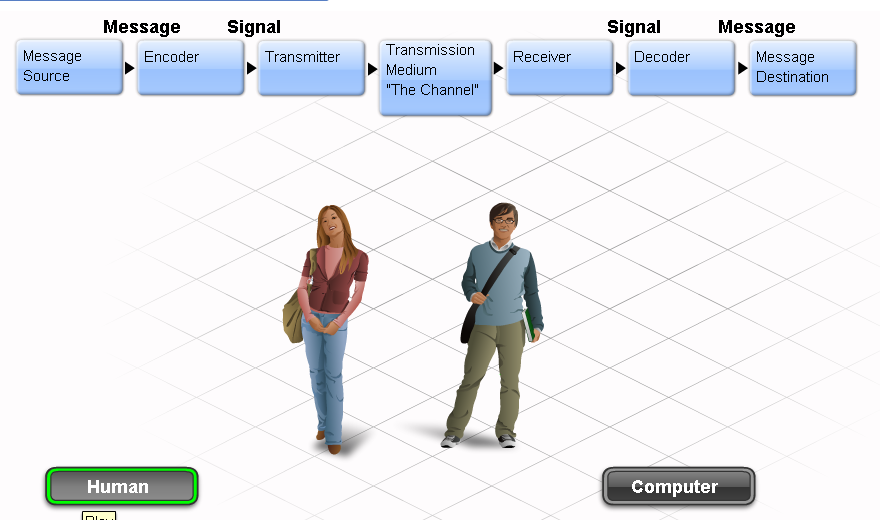 Message Signal Signal Message
Message
Source
Encoder
Transmitter
Transmission
Medium
"The Channel"
Receiver
Decoder
Message
Destination
Human
Computer